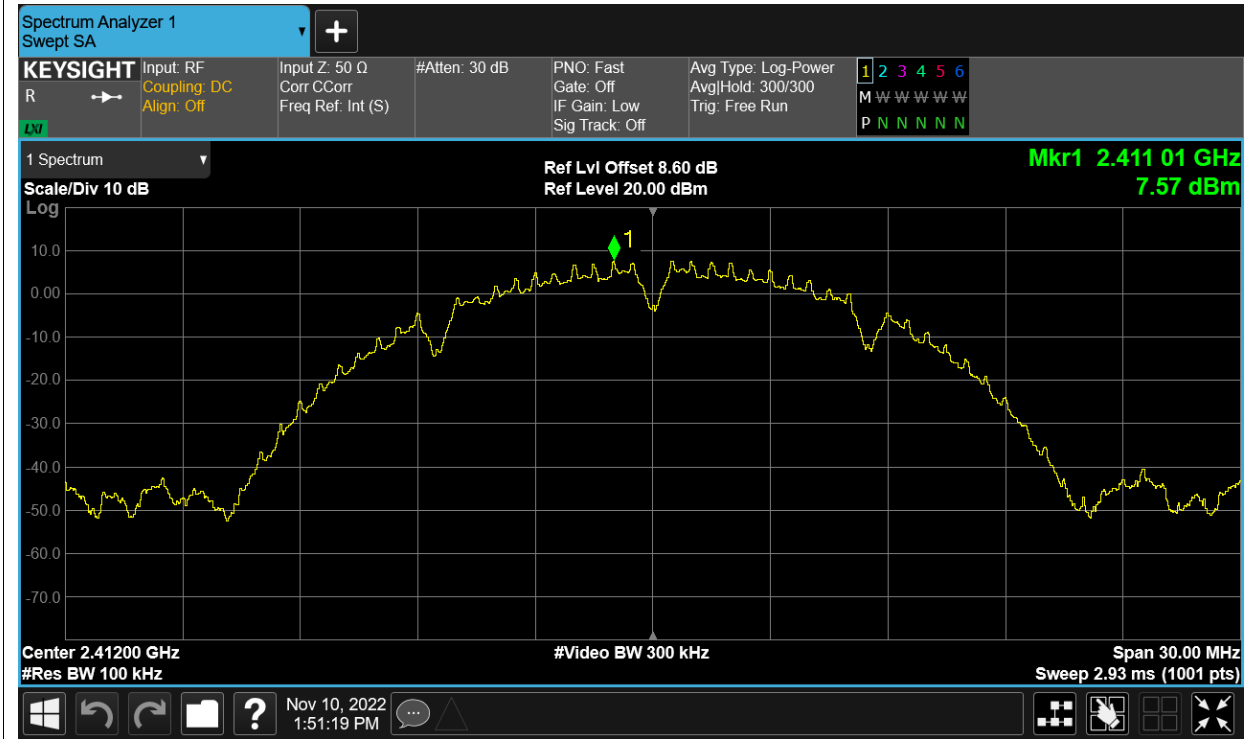 Spectrum Analyzer 1
Swept SA
KEYSIGHT
R
LXI
Input: RF
Coupling: DC
Align: Off
Input Z: 50 Ω
Corr CCorr
Freq Ref: Int (S)
#Atten: 30 dB
PNO: Fast
Gate: Off
IF Gain: Low
Sig Track: Off
Avg Type: Log-Power
Avg|Hold: 300/300
Trig: Free Run
1 2 3 4 5 6
M W W W W W W
P N N N N N N
1 Spectrum
Scale/Div 10 dB
Log
Ref Lvl Offset 8.60 dB
Ref Level 20.00 dBm
Mkr1 2.411 01 GHz
7.57 dBm
1
10.0
0.00
-10.0
-20.0
-30.0
-40.0
-50.0
-60.0
-70.0
Center 2.41200 GHz
#Res BW 100 kHz
#Video BW 300 kHz
Span 30.00 MHz
Sweep 2.93 ms (1001 pts)
?
Nov 10, 2022
1:51:19 PM